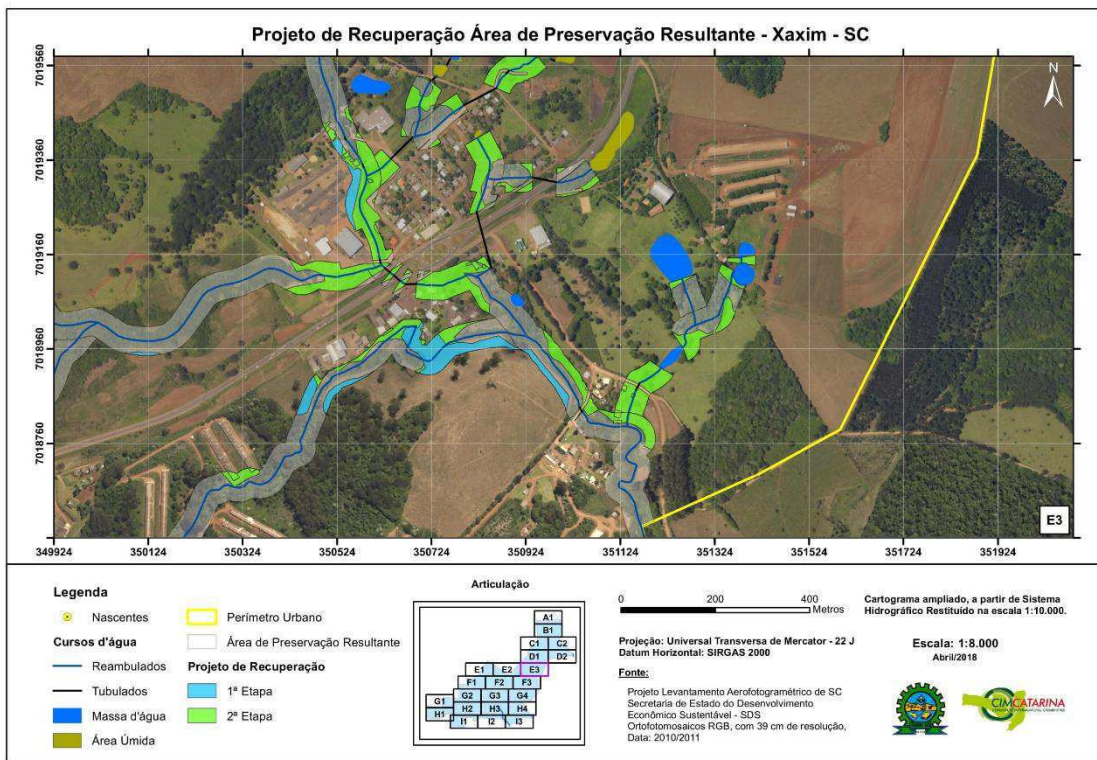 Projeto de Recuperação Área de Preservação Resultante - Xaxim - SC
N
7019560
7019360
7019160
7018960
7018760
E3
349924 350124 350324 350524 350724 350924 351124 351324 351524 351724 351924
Legenda
Nascentes
Cursos d'água
Reambulados
Tubulados
Massa d'água
Área Úmida
Perímetro Urbano
Área de Preservação Resultante
Projeto de Recuperação
1ª Etapa
2ª Etapa
Articulação
A1
B1
C1 C2
D1 D2
E1 E2 E3
F1 F2 F3
G1 G2 G3 G4
H1 H2 H3 H4
I1 I2 I3
0 200 400
Metros
Projeção: Universal Transversa de Mercator - 22 J
Datum Horizontal: SIRGAS 2000
Fonte:
Projeto Levantamento Aerofotogramétrico de SC
Secretaria de Estado do Desenvolvimento
Econômico Sustentável - SDS
Ortofotomosaicos RGB, com 39 cm de resolução,
Data: 2010/2011
Cartograma ampliado, a partir de Sistema
Hidrográfico Restituído na escala 1:10.000.
Escala: 1:8.000
Abril/2018
CIMCATARINA